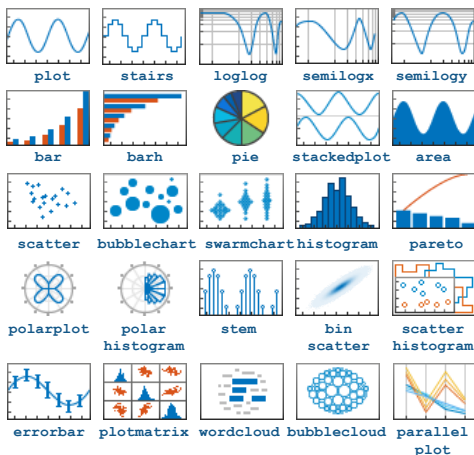 plot stairs loglog semilogx semilogy
bar barh pie stackedplot area
scatter bubblechart swarmchart histogram pareto
polarplot polar stem bin scatter
histogram scatter histogram
errorbar plotmatrix wordcloud bubblecloud parallel
plot